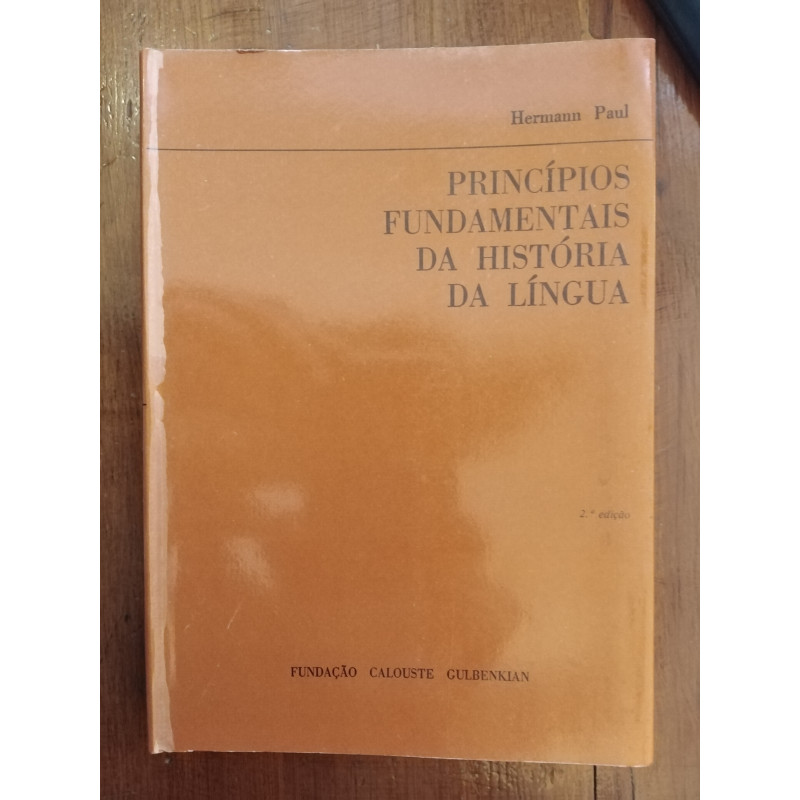 Hermann Paul
PRINCÍPIOS
FUNDAMENTAIS
DA HISTÓRIA
DA LÍNGUA
2.ª edição
FUNDAÇÃO CALOUSTE GULBENKIAN